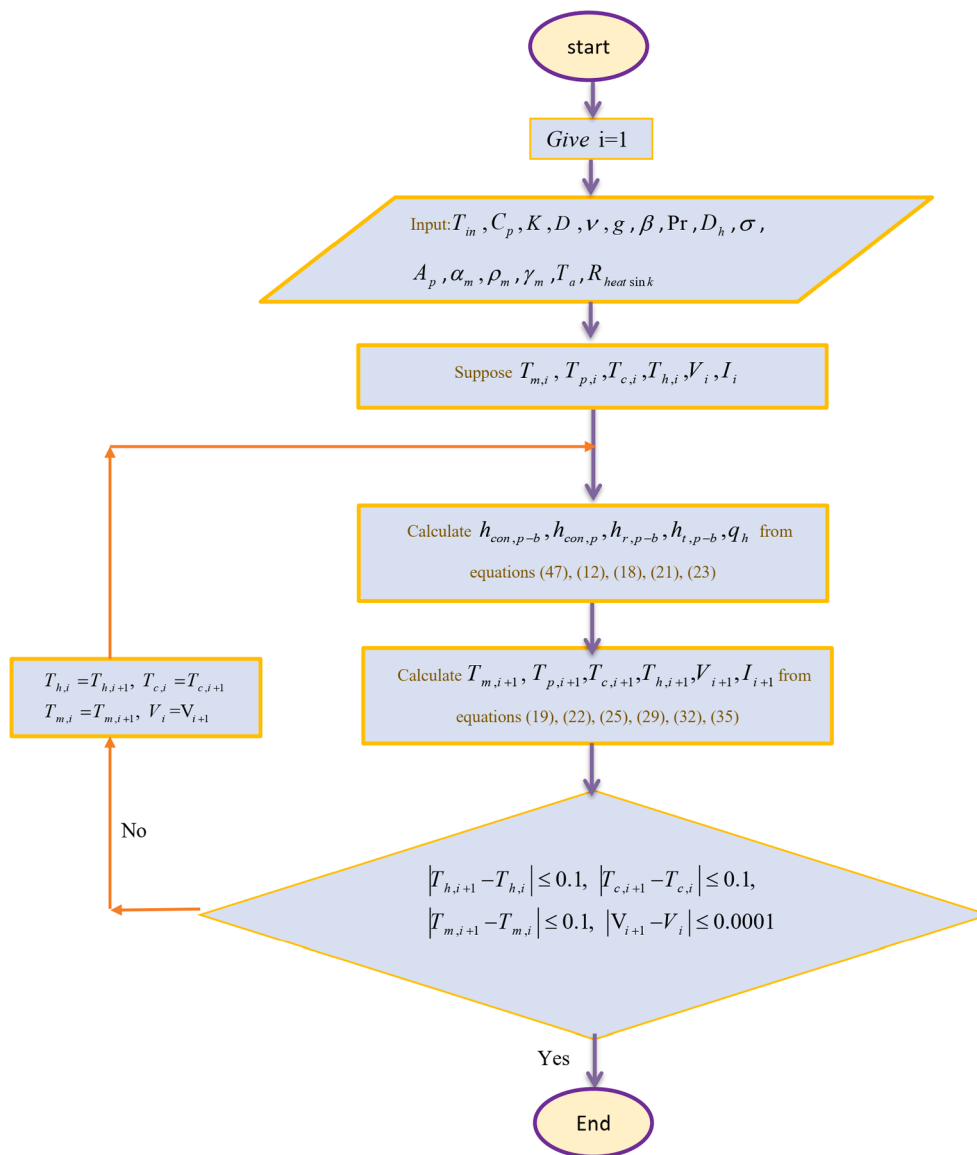 start
Give i=1
Input: T_in, C_p, K, D, ν, g, β, Pr, D_h, σ,
A_p, α_m, ρ_m, γ_m, T_a, R_heat sink
Suppose T_m,i, T_p,i, T_c,i, T_h,i, V_i, I_i
Calculate h_con,p−b, h_con,p, h_r,p−b, h_t,p−b, q_h from
equations (47), (12), (18), (21), (23)
Calculate T_m,i+1, T_p,i+1, T_c,i+1, T_h,i+1, V_i+1, I_i+1 from
equations (19), (22), (25), (29), (32), (35)
T_h,i = T_h,i+1, T_c,i = T_c,i+1
T_m,i = T_m,i+1, V_i = V_i+1
No
|T_h,i+1 − T_h,i| ≤ 0.1, |T_c,i+1 − T_c,i| ≤ 0.1,
|T_m,i+1 − T_m,i| ≤ 0.1, |V_i+1 − V_i| ≤ 0.0001
Yes
End